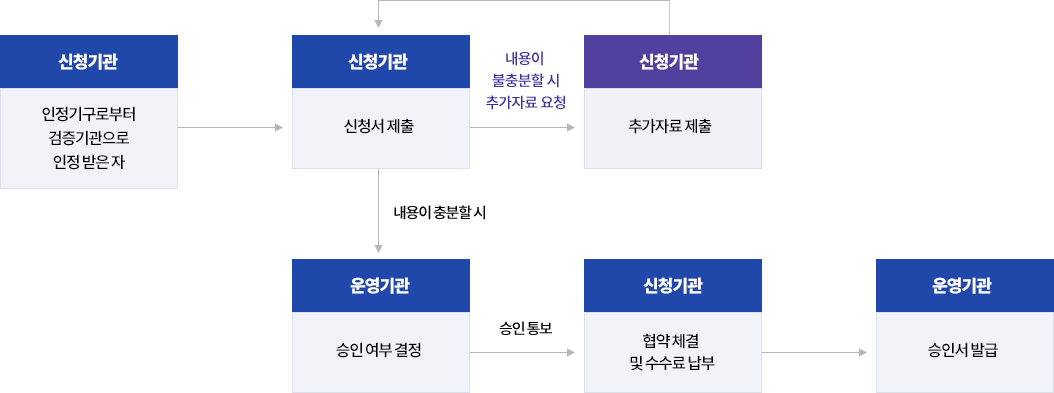 신청기관
인정기구로부터
검증기관으로
인정 받은 자
신청기관
신청서 제출
내용이
불충분할 시
추가자료 요청
신청기관
추가자료 제출
내용이 충분할 시
운영기관
승인 여부 결정
승인 통보
신청기관
협약 체결
및 수수료 납부
운영기관
승인서 발급